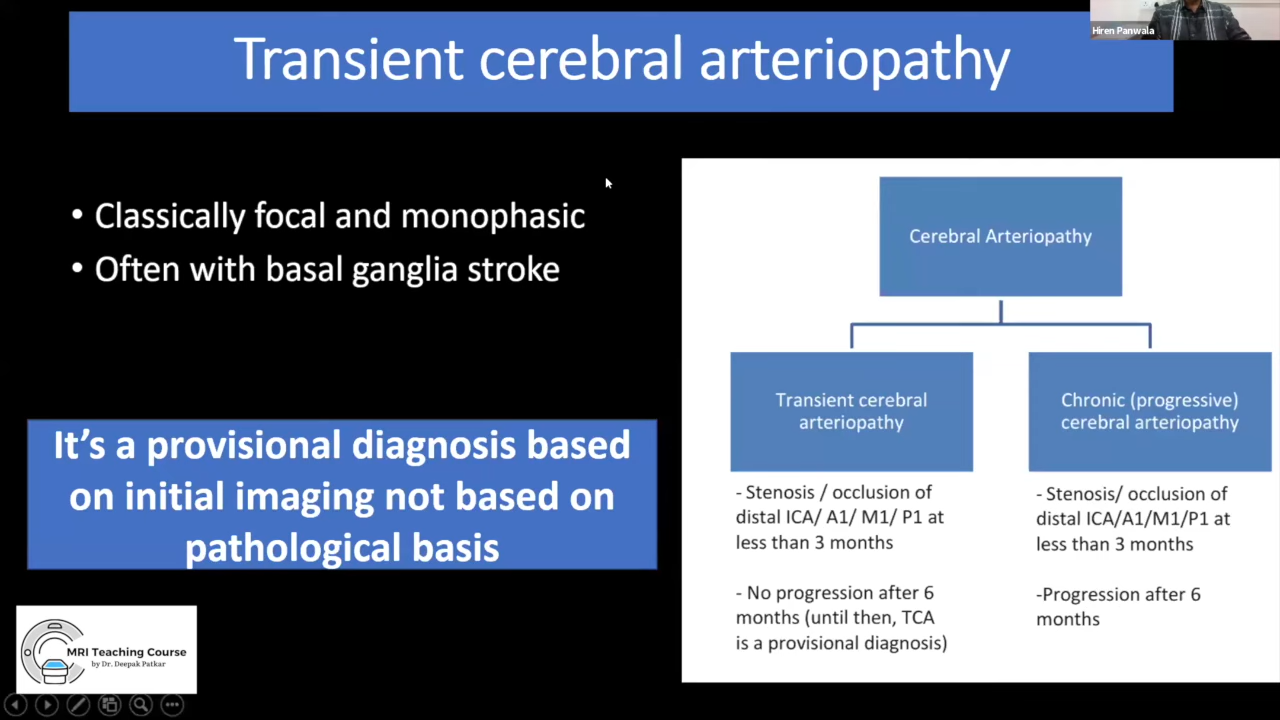 Hiren Panwala
Transient cerebral arteriopathy
• Classically focal and monophasic
• Often with basal ganglia stroke
It's a provisional diagnosis based
on initial imaging not based on
pathological basis
MRI Teaching Course
by Dr. Deepak Patkar
Cerebral Arteriopathy
Transient cerebral
arteriopathy
- Stenosis / occlusion of
distal ICA/ A1/ M1/ P1 at
less than 3 months
- No progression after 6
months (until then, TCA
is a provisional diagnosis)
Chronic (progressive)
cerebral arteriopathy
- Stenosis/ occlusion of
distal ICA/A1/M1/P1 at
less than 3 months
-Progression after 6
months